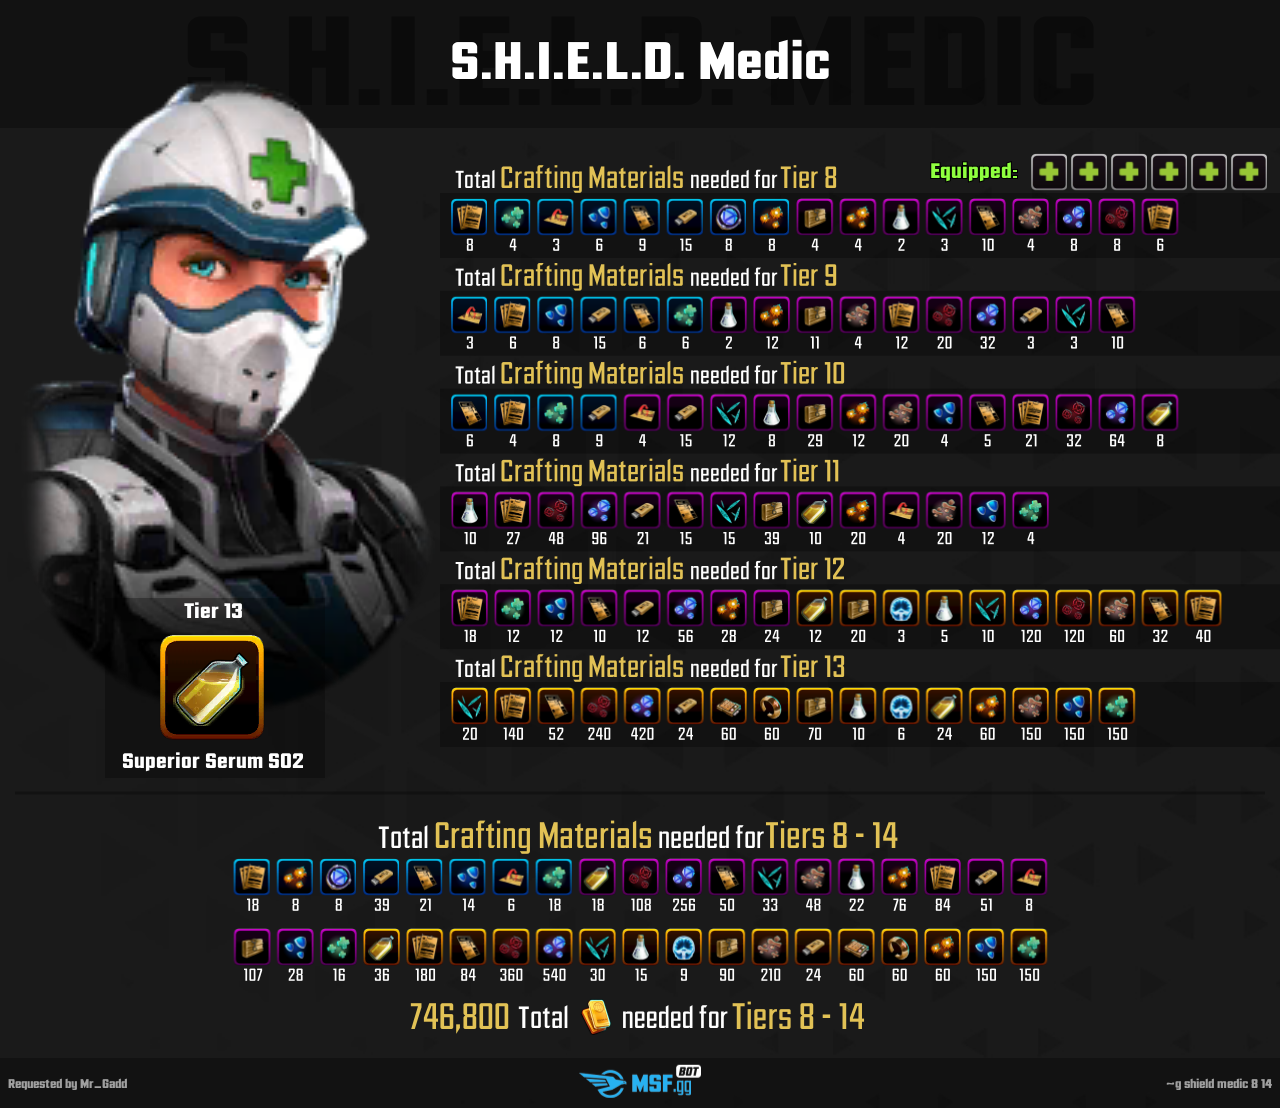 S.H.I.E.L.D. Medic
Equipped:
Total Crafting Materials needed for Tier 8
8 4 3 6 9 15 8 8 4 4 2 3 10 4 8 8 6
Total Crafting Materials needed for Tier 9
3 6 8 15 6 6 2 12 11 4 12 20 32 3 3 10
Total Crafting Materials needed for Tier 10
6 4 8 9 4 15 12 8 29 12 20 4 5 21 32 64 8
Total Crafting Materials needed for Tier 11
10 27 48 96 21 15 15 39 10 20 4 20 12 4
Total Crafting Materials needed for Tier 12
18 12 12 10 12 56 28 24 12 20 3 5 10 120 120 60 32 40
Total Crafting Materials needed for Tier 13
20 140 52 240 420 24 60 60 70 10 6 24 60 150 150 150
Tier 13
Superior Serum S02
Total Crafting Materials needed for Tiers 8 - 14
18 8 8 39 21 14 6 18 18 108 256 50 33 48 22 76 84 51 8
107 28 16 36 180 84 360 540 30 15 9 90 210 24 60 60 60 150 150
746,800 Total needed for Tiers 8 - 14
Requested by Mr_Gadd
MSF.gg BOT
~g shield medic 8 14